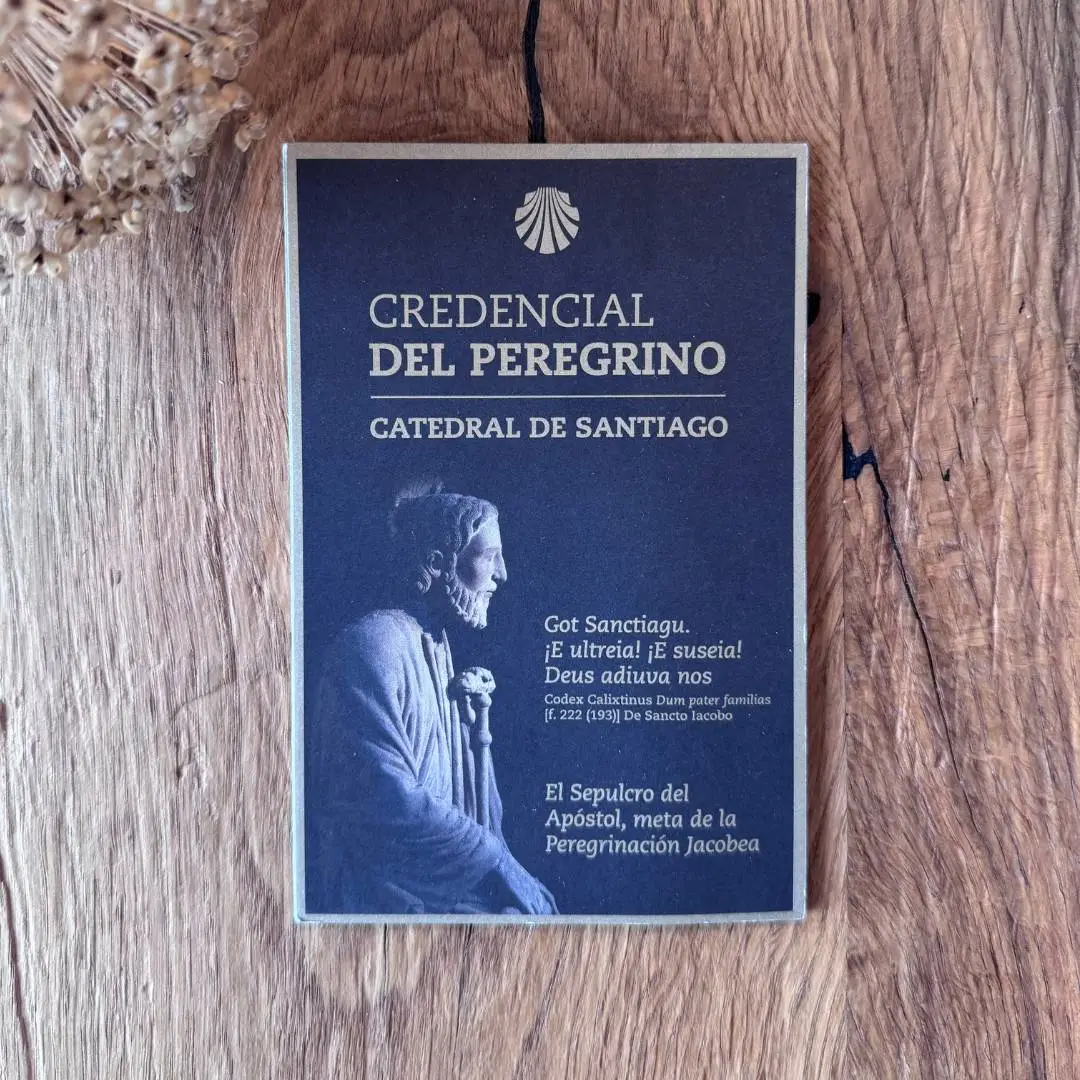 CREDENCIAL
DEL PEREGRINO
CATEDRAL DE SANTIAGO
Got Sanctiagu.
¡E ultreia! ¡E suseia!
Deus adiuva nos
Codex Calixtinus Dum pater familias
[f. 222 (193)] De Sancto Iacobo
El Sepulcro del
Apóstol, meta de la
Peregrinación Jacobea